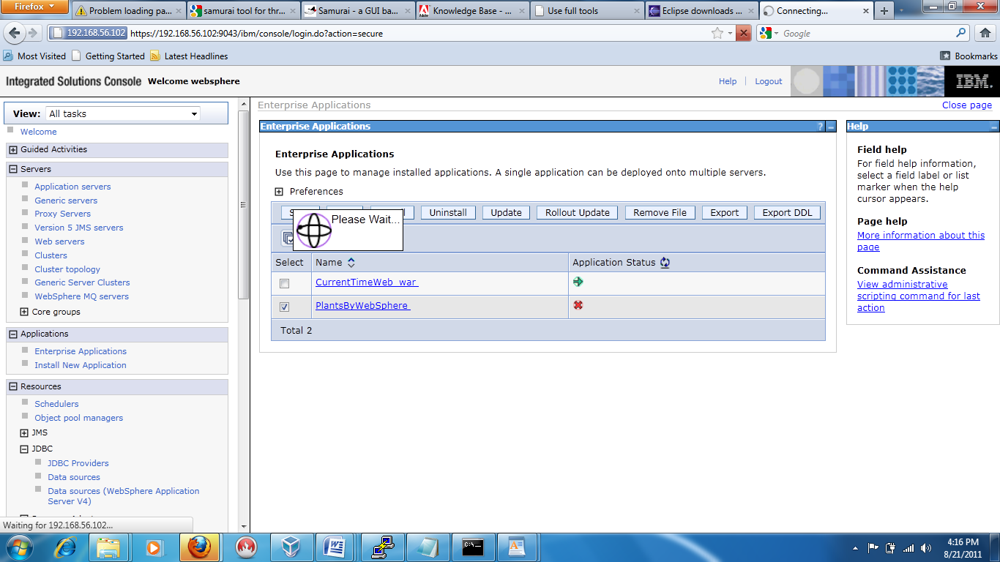 Firefox
Problem loading pa...
samurai tool for thr...
Samurai - a GUI ba...
Knowledge Base - ...
Use full tools
Eclipse downloads ...
Connecting...
192.168.56.102 https://192.168.56.102:9043/ibm/console/login.do?action=secure
Google
Most Visited Getting Started Latest Headlines
Bookmarks
Integrated Solutions Console Welcome websphere
Help | Logout
IBM.
View: All tasks
Welcome
Guided Activities
Servers
Application servers
Generic servers
Proxy Servers
Version 5 JMS servers
Web servers
Clusters
Cluster topology
Generic Server Clusters
WebSphere MQ servers
Core groups
Applications
Enterprise Applications
Install New Application
Resources
Schedulers
Object pool managers
JMS
JDBC
JDBC Providers
Data sources
Data sources (WebSphere Application
Server V4)
Waiting for 192.168.56.102...
Enterprise Applications
Close page
Enterprise Applications
?
Enterprise Applications
Use this page to manage installed applications. A single application can be deployed onto multiple servers.
Preferences
Uninstall Update Rollout Update Remove File Export Export DDL
Please Wait...
Select Name Application Status
CurrentTimeWeb_war
PlantsByWebSphere
Total 2
Help
Field help
For field help information,
select a field label or list
marker when the help
cursor appears.
Page help
More information about this
page
Command Assistance
View administrative
scripting command for last
action
4:16 PM
8/21/2011